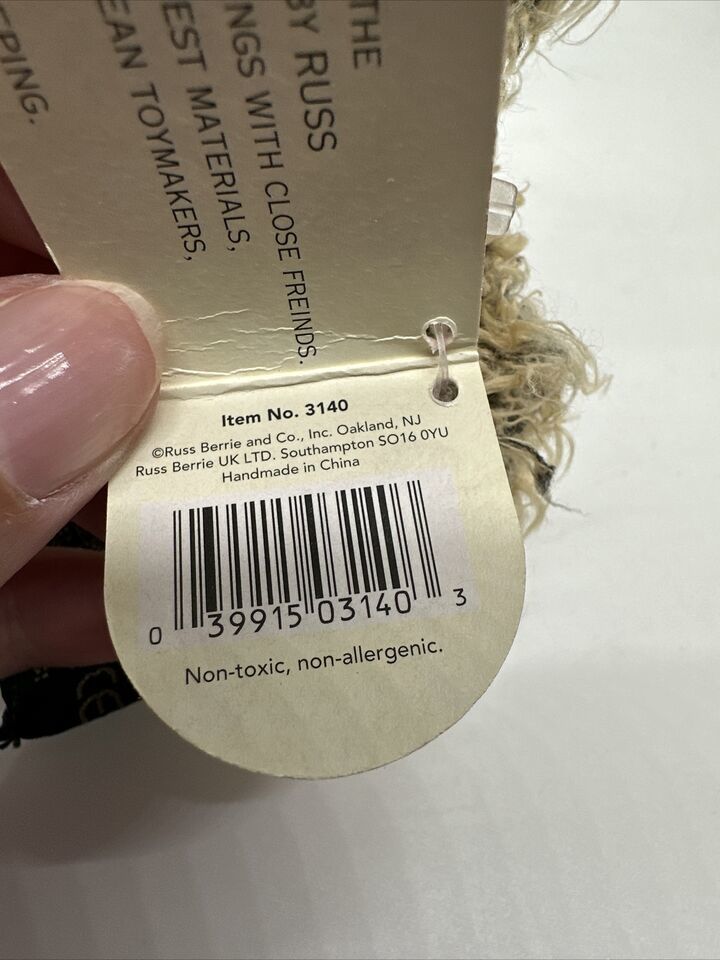 THE
BY RUSS
NGS WITH CLOSE FREINDS.
EST MATERIALS,
EAN TOYMAKERS,
PING.
Item No. 3140
©Russ Berrie and Co., Inc. Oakland, NJ
Russ Berrie UK LTD. Southampton SO16 0YU
Handmade in China
0 39915 03140 3
Non-toxic, non-allergenic.